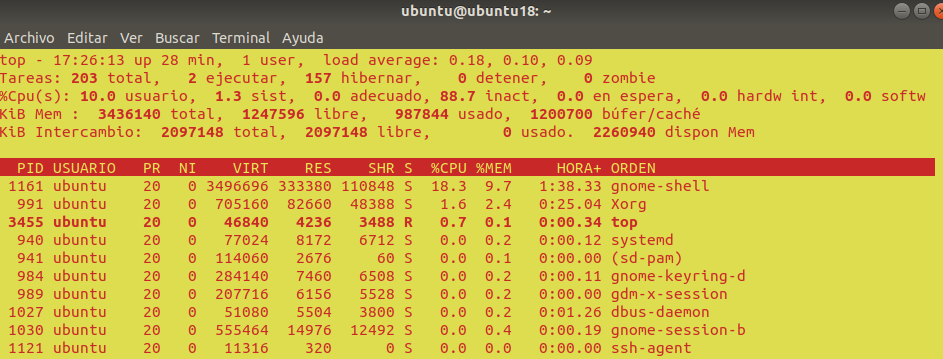 ubuntu@ubuntu18: ~
Archivo Editar Ver Buscar Terminal Ayuda
top - 17:26:13 up 28 min,  1 user,  load average: 0.18, 0.10, 0.09
Tareas: 203 total,   2 ejecutar, 157 hibernar,   0 detener,   0 zombie
%Cpu(s): 10.0 usuario,  1.3 sist,  0.0 adecuado, 88.7 inact,  0.0 en espera,  0.0 hardw int,  0.0 softw
KiB Mem :  3436140 total,  1247596 libre,   987844 usado,  1200700 búfer/caché
KiB Intercambio:  2097148 total,  2097148 libre,        0 usado.  2260940 dispon Mem
PID USUARIO   PR  NI    VIRT    RES    SHR S  %CPU %MEM     HORA+ ORDEN
1161 ubuntu    20   0 3496696 333380 110848 S  18.3  9.7   1:38.33 gnome-shell
991 ubuntu    20   0  705160  82660  48388 S   1.6  2.4   0:25.04 Xorg
3455 ubuntu    20   0   46840   4236   3488 R   0.7  0.1   0:00.34 top
940 ubuntu    20   0   77024   8172   6712 S   0.0  0.2   0:00.12 systemd
941 ubuntu    20   0  114060   2676     60 S   0.0  0.1   0:00.00 (sd-pam)
984 ubuntu    20   0  284140   7460   6508 S   0.0  0.2   0:00.11 gnome-keyring-d
989 ubuntu    20   0  207716   6156   5528 S   0.0  0.2   0:00.00 gdm-x-session
1027 ubuntu    20   0   51080   5504   3800 S   0.0  0.2   0:01.26 dbus-daemon
1030 ubuntu    20   0  555464  14976  12492 S   0.0  0.4   0:00.19 gnome-session-b
1121 ubuntu    20   0   11316    320      0 S   0.0  0.0   0:00.00 ssh-agent